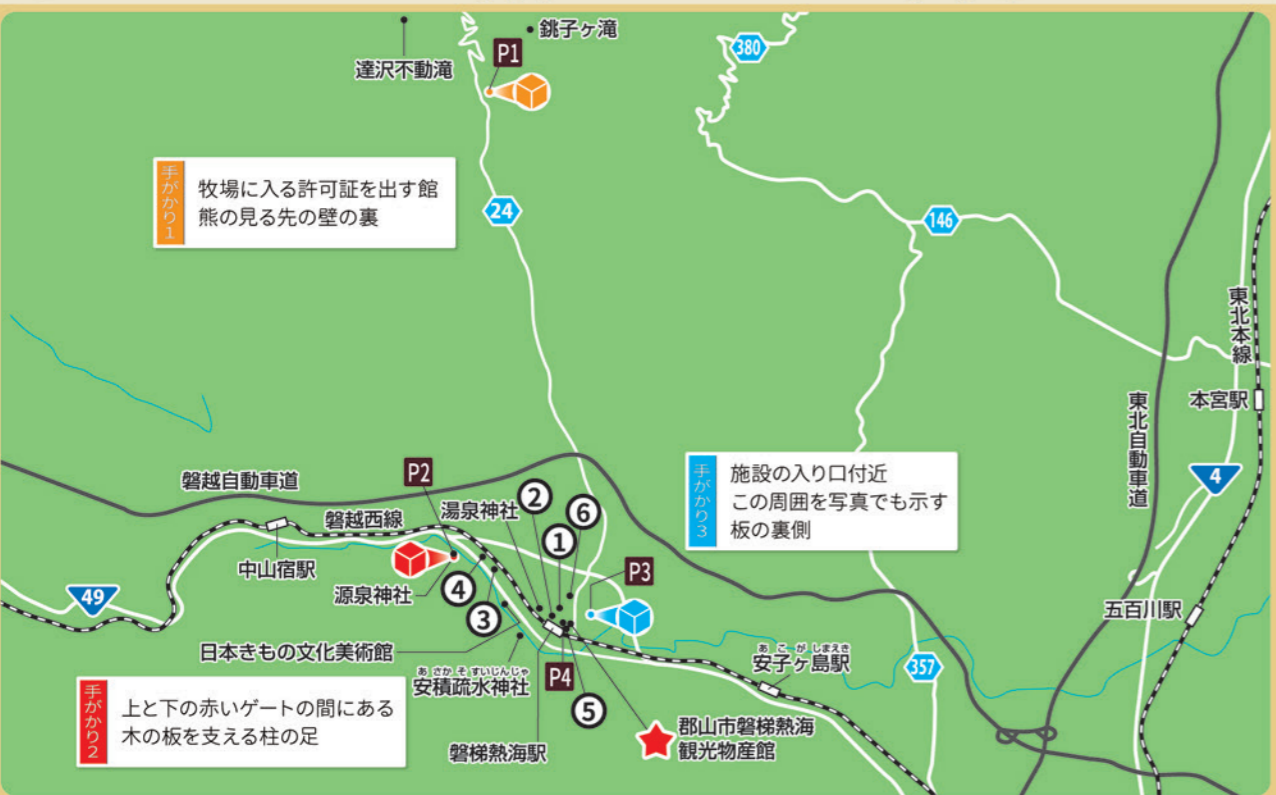 達沢不動滝
銚子ヶ滝
P1
380
手がかり1
牧場に入る許可証を出す館
熊の見る先の壁の裏
24
146
東北本線
本宮駅
東北自動車道
4
手がかり3
施設の入り口付近
この周囲を写真でも示す
板の裏側
磐越自動車道
P2
湯泉神社
②
⑥
①
磐越西線
中山宿駅
49
源泉神社
④
③
P3
五百川駅
日本きもの文化美術館
あさかそすいじんじゃ
安積疏水神社
P4
⑤
あこがしまえき
安子ヶ島駅
357
手がかり2
上と下の赤いゲートの間にある
木の板を支える柱の足
磐梯熱海駅
郡山市磐梯熱海
観光物産館